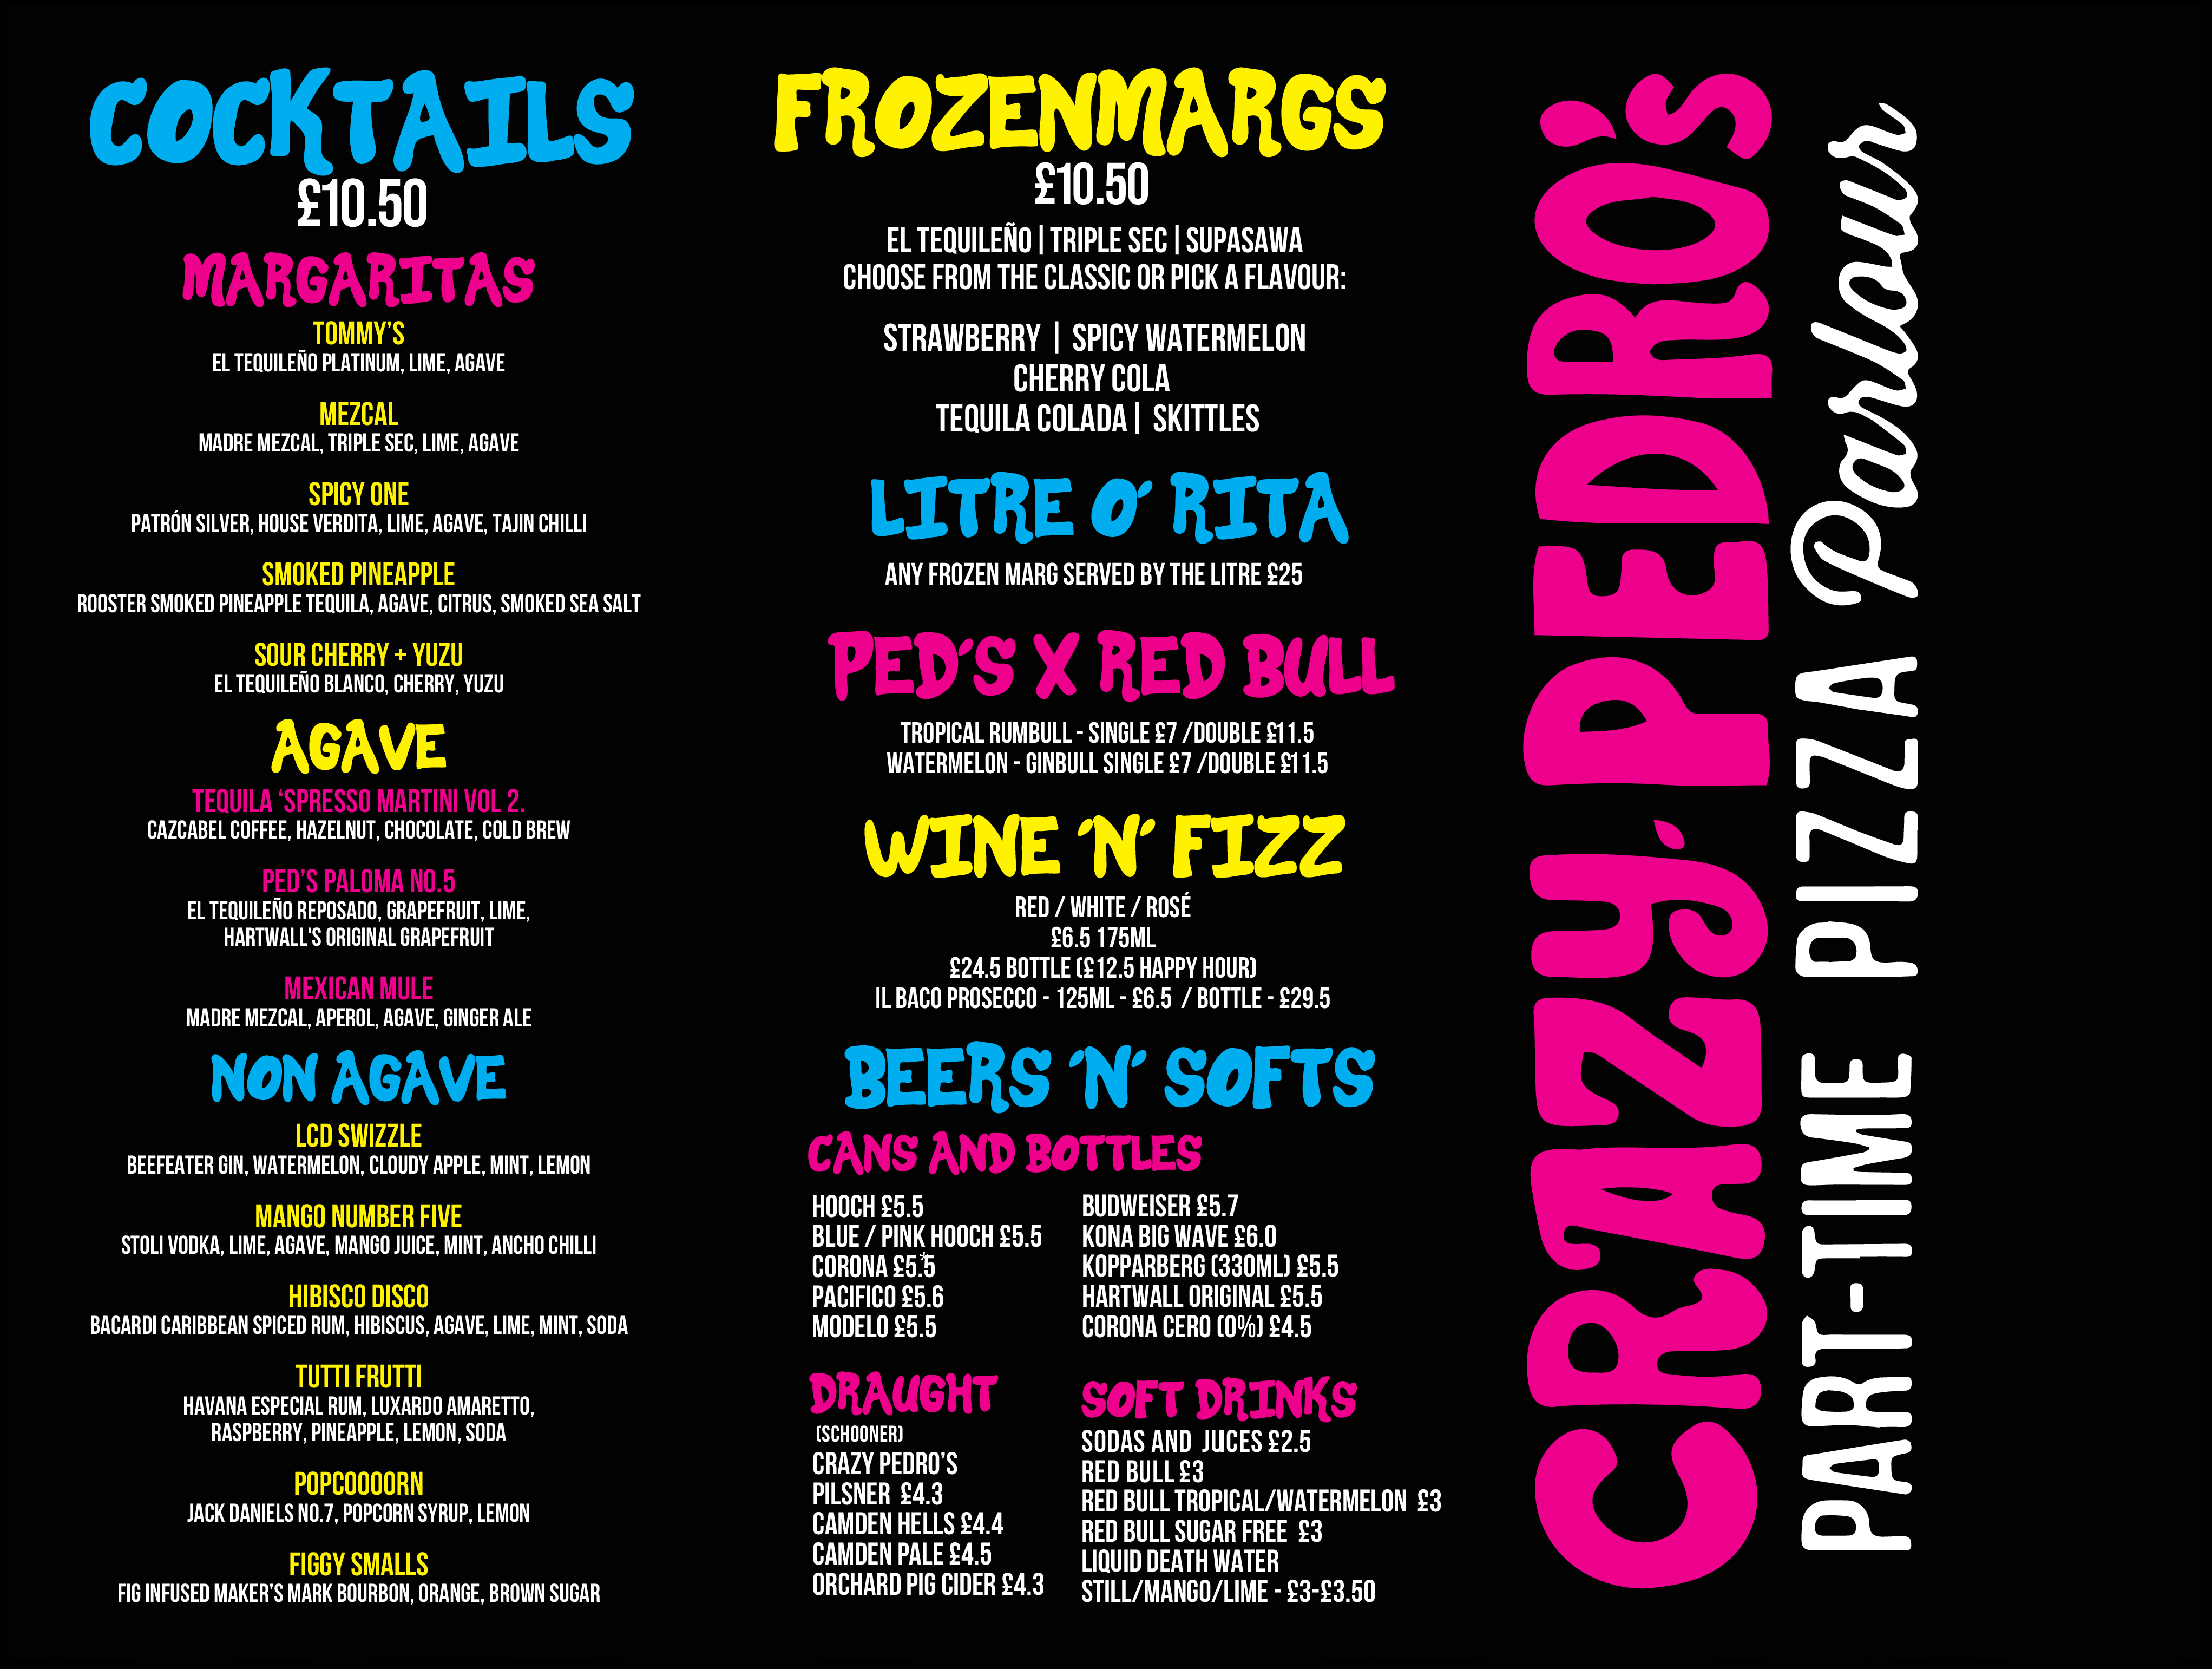 COCKTAILS
£10.50
MARGARITAS
TOMMY'S
EL TEQUILEÑO PLATINUM, LIME, AGAVE
MEZCAL
MADRE MEZCAL, TRIPLE SEC, LIME, AGAVE
SPICY ONE
PATRÓN SILVER, HOUSE VERDITA, LIME, AGAVE, TAJIN CHILLI
SMOKED PINEAPPLE
ROOSTER SMOKED PINEAPPLE TEQUILA, AGAVE, CITRUS, SMOKED SEA SALT
SOUR CHERRY + YUZU
EL TEQUILEÑO BLANCO, CHERRY, YUZU
AGAVE
TEQUILA ‘SPRESSO MARTINI VOL 2.
CAZCABEL COFFEE, HAZELNUT, CHOCOLATE, COLD BREW
PED'S PALOMA NO.5
EL TEQUILEÑO REPOSADO, GRAPEFRUIT, LIME,
HARTWALL'S ORIGINAL GRAPEFRUIT
MEXICAN MULE
MADRE MEZCAL, APEROL, AGAVE, GINGER ALE
NON AGAVE
LCD SWIZZLE
BEEFEATER GIN, WATERMELON, CLOUDY APPLE, MINT, LEMON
MANGO NUMBER FIVE
STOLI VODKA, LIME, AGAVE, MANGO JUICE, MINT, ANCHO CHILLI
HIBISCO DISCO
BACARDI CARIBBEAN SPICED RUM, HIBISCUS, AGAVE, LIME, MINT, SODA
TUTTI FRUTTI
HAVANA ESPECIAL RUM, LUXARDO AMARETTO,
RASPBERRY, PINEAPPLE, LEMON, SODA
POPCOOOORN
JACK DANIELS NO.7, POPCORN SYRUP, LEMON
FIGGY SMALLS
FIG INFUSED MAKER'S MARK BOURBON, ORANGE, BROWN SUGAR
FROZENMARGS
£10.50
EL TEQUILEÑO | TRIPLE SEC | SUPASAWA
CHOOSE FROM THE CLASSIC OR PICK A FLAVOUR:
STRAWBERRY | SPICY WATERMELON
CHERRY COLA
TEQUILA COLADA | SKITTLES
LITRE O' RITA
ANY FROZEN MARG SERVED BY THE LITRE £25
PED'S X RED BULL
TROPICAL RUMBULL - SINGLE £7 /DOUBLE £11.5
WATERMELON - GINBULL SINGLE £7 /DOUBLE £11.5
WINE 'N' FIZZ
RED / WHITE / ROSÉ
£6.5 175ML
£24.5 BOTTLE (£12.5 HAPPY HOUR)
IL BACO PROSECCO - 125ML - £6.5 / BOTTLE - £29.5
BEERS 'N' SOFTS
CANS AND BOTTLES
HOOCH £5.5
BLUE / PINK HOOCH £5.5
CORONA £5.*5
PACIFICO £5.6
MODELO £5.5
BUDWEISER £5.7
KONA BIG WAVE £6.0
KOPPARBERG (330ML) £5.5
HARTWALL ORIGINAL £5.5
CORONA CERO (0%) £4.5
DRAUGHT
(SCHOONER)
CRAZY PEDRO'S
PILSNER £4.3
CAMDEN HELLS £4.4
CAMDEN PALE £4.5
ORCHARD PIG CIDER £4.3
SOFT DRINKS
SODAS AND JUICES £2.5
RED BULL £3
RED BULL TROPICAL/WATERMELON £3
RED BULL SUGAR FREE £3
LIQUID DEATH WATER
STILL/MANGO/LIME - £3-£3.50
CRAZY PEDRO'S
PART-TIME PIZZA Parlour